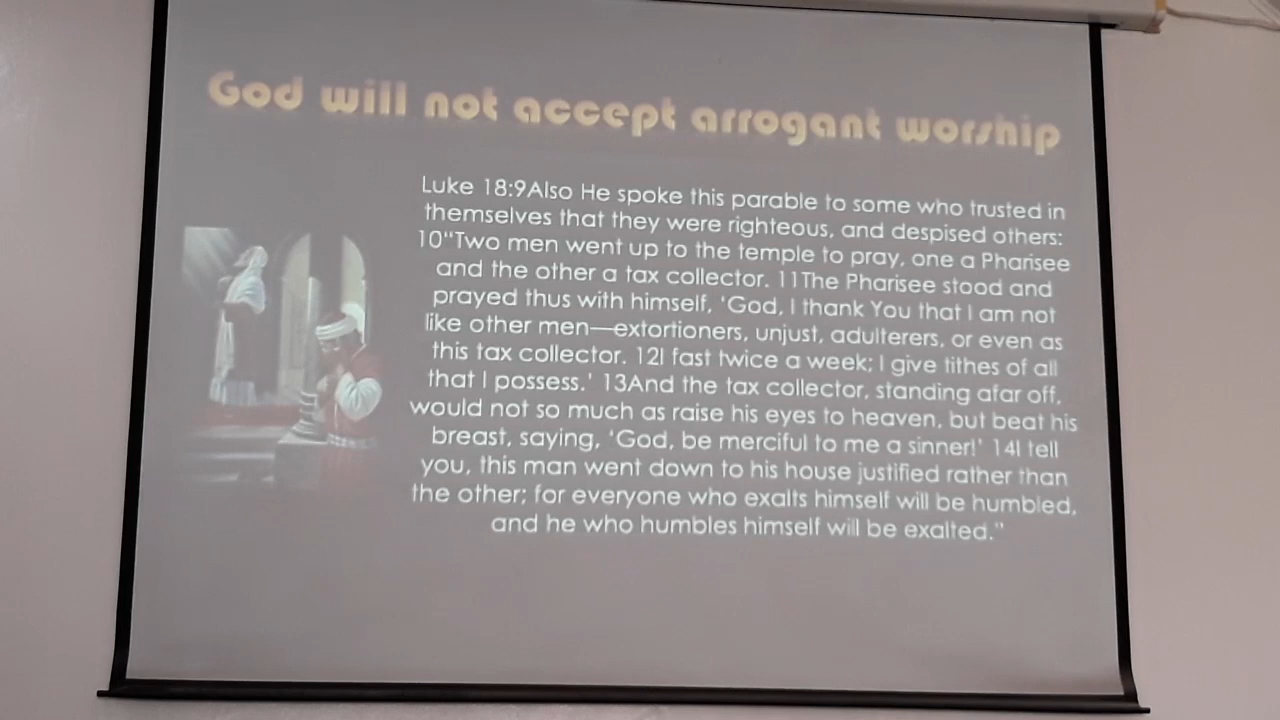 God will not accept arrogant worship
Luke 18:9Also He spoke this parable to some who trusted in
themselves that they were righteous, and despised others:
10“Two men went up to the temple to pray, one a Pharisee
and the other a tax collector. 11The Pharisee stood and
prayed thus with himself, ‘God, I thank You that I am not
like other men—extortioners, unjust, adulterers, or even as
this tax collector. 12I fast twice a week; I give tithes of all
that I possess.’ 13And the tax collector, standing afar off,
would not so much as raise his eyes to heaven, but beat his
breast, saying, ‘God, be merciful to me a sinner!’ 14I tell
you, this man went down to his house justified rather than
the other; for everyone who exalts himself will be humbled,
and he who humbles himself will be exalted.”